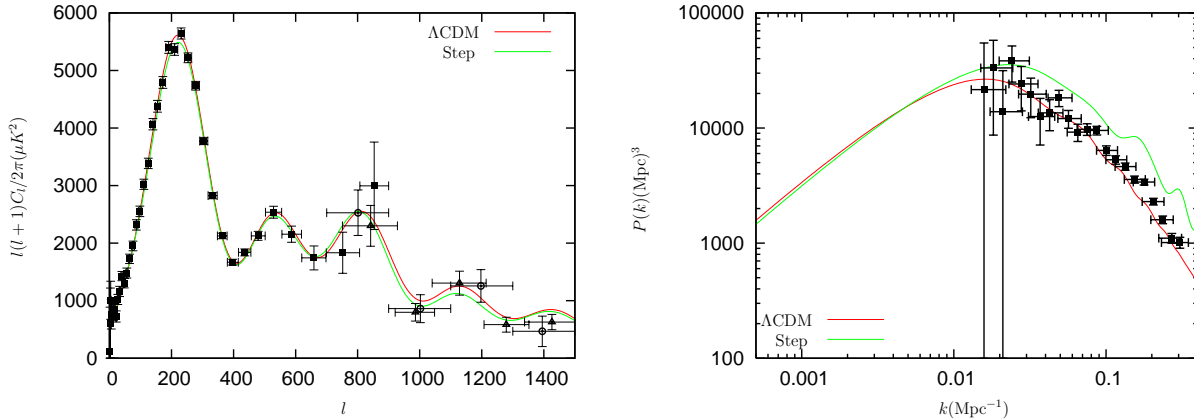 l(l + 1)C_l/2π(μK²)
6000
5000
4000
3000
2000
1000
0
0 200 400 600 800 1000 1200 1400
l
ΛCDM
Step
P(k)(Mpc)³
100000
10000
1000
100
0.001 0.01 0.1
k(Mpc⁻¹)
ΛCDM
Step